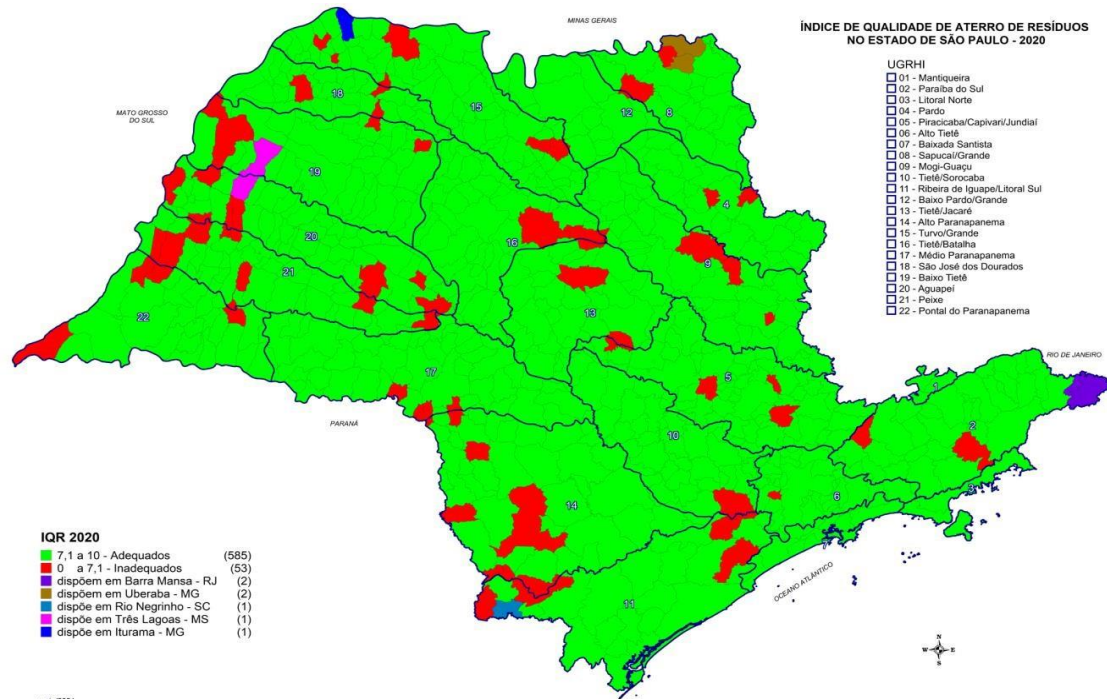 MINAS GERAIS
ÍNDICE DE QUALIDADE DE ATERRO DE RESÍDUOS
NO ESTADO DE SÃO PAULO - 2020
UGRHI
01 - Mantiqueira
02 - Paraíba do Sul
03 - Litoral Norte
04 - Pardo
05 - Piracicaba/Capivari/Jundiaí
06 - Alto Tietê
07 - Baixada Santista
08 - Sapucaí/Grande
09 - Mogi-Guaçu
10 - Tietê/Sorocaba
11 - Ribeira de Iguape/Litoral Sul
12 - Baixo Pardo/Grande
13 - Tietê/Jacaré
14 - Alto Paranapanema
15 - Turvo/Grande
16 - Tietê/Batalha
17 - Médio Paranapanema
18 - São José dos Dourados
19 - Baixo Tietê
20 - Aguapeí
21 - Peixe
22 - Pontal do Paranapanema
MATO GROSSO
DO SUL
18
15
12
8
19
4
20
16
9
21
13
22
RIO DE JANEIRO
17
5
1
PARANÁ
2
10
3
6
14
OCEANO ATLÂNTICO
11
IQR 2020
7,1 a 10 - Adequados (585)
0 a 7,1 - Inadequados (53)
dispõem em Barra Mansa - RJ (2)
dispõem em Uberaba - MG (2)
dispõe em Rio Negrinho - SC (1)
dispõe em Três Lagoas - MS (1)
dispõe em Iturama - MG (1)
N
W E
S